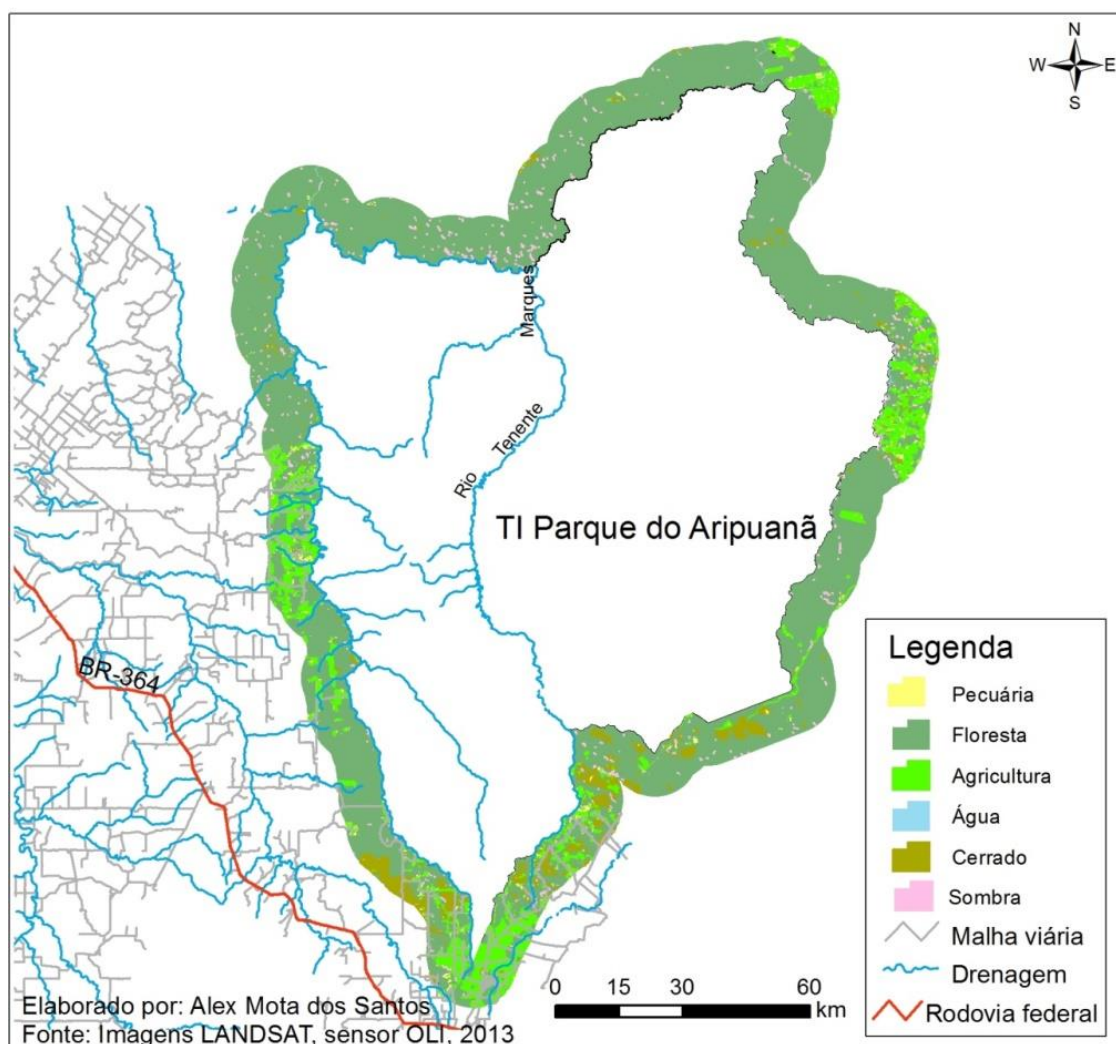 N
W E
S
Marques
Tenente
Rio
TI Parque do Aripuanã
BR-364
Legenda
Pecuária
Floresta
Agricultura
Água
Cerrado
Sombra
Malha viária
Drenagem
Rodovia federal
0 15 30 60
km
Elaborado por: Alex Mota dos Santos
Fonte: Imagens LANDSAT, sensor OLI, 2013